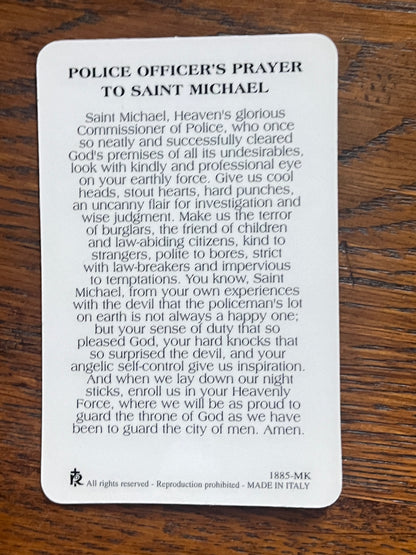 POLICE OFFICER'S PRAYER
TO SAINT MICHAEL
Saint Michael, Heaven's glorious
Commissioner of Police, who once
so neatly and successfully cleared
God's premises of all its undesirables,
look with kindly and professional eye
on your earthly force. Give us cool
heads, stout hearts, hard punches,
an uncanny flair for investigation and
wise judgment. Make us the terror
of burglars, the friend of children
and law-abiding citizens, kind to
strangers, polite to bores, strict
with law-breakers and impervious
to temptations. You know, Saint
Michael, from your own experiences
with the devil that the policeman's lot
on earth is not always a happy one;
but your sense of duty that so
pleased God, your hard knocks that
so surprised the devil, and your
angelic self-control give us inspiration.
And when we lay down our night
sticks, enroll us in your Heavenly
Force, where we will be as proud to
guard the throne of God as we have
been to guard the city of men. Amen.
1885-MK
All rights reserved - Reproduction prohibited - MADE IN ITALY